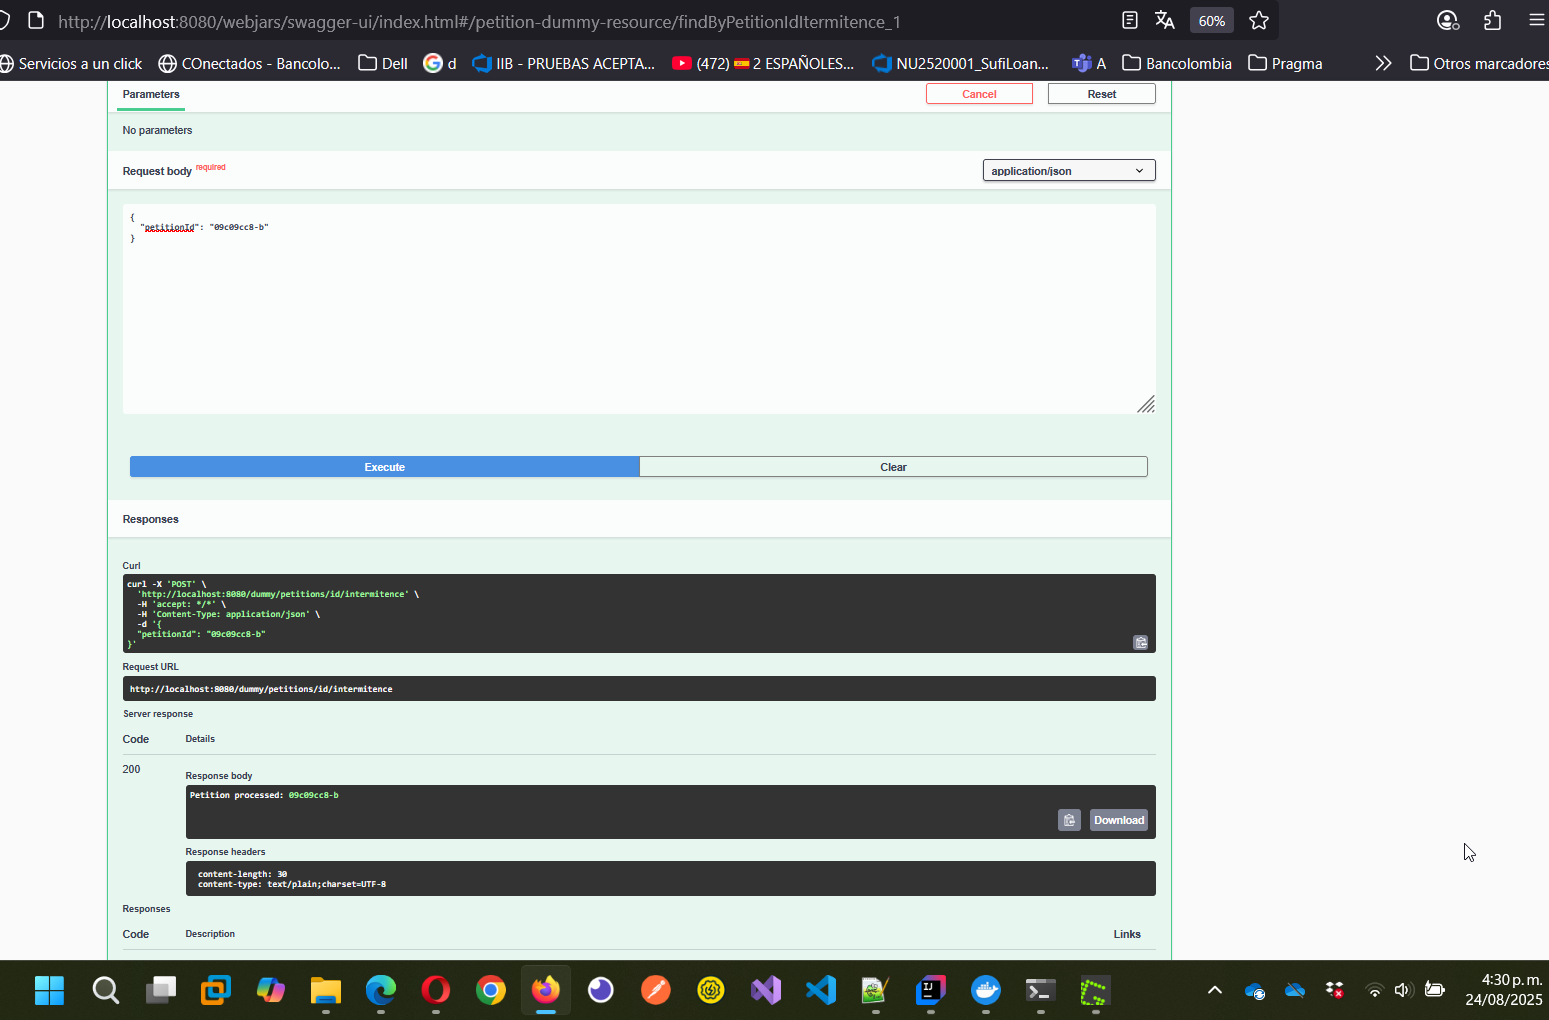 http://localhost:8080/webjars/swagger-ui/index.html#/petition-dummy-resource/findByPetitionIdItermitence_1
60%
Servicios a un click
COnectados - Bancolo...
Dell
d
IIB - PRUEBAS ACEPTA...
(472) 2 ESPAÑOLES...
NU2520001_SufiLoan...
A
Bancolombia
Pragma
Otros marcadores
Parameters
Cancel
Reset
No parameters
Request body required
application/json
{
"petitionId": "09c09cc8-b"
}
Execute
Clear
Responses
Curl
curl -X 'POST' \
'http://localhost:8080/dummy/petitions/id/intermitence' \
-H 'accept: */*' \
-H 'Content-Type: application/json' \
-d '{
"petitionId": "09c09cc8-b"
}'
Request URL
http://localhost:8080/dummy/petitions/id/intermitence
Server response
Code
Details
200
Response body
Petition processed: 09c09cc8-b
Download
Response headers
content-length: 30
content-type: text/plain;charset=UTF-8
Responses
Code
Description
Links
4:30 p. m.
24/08/2025